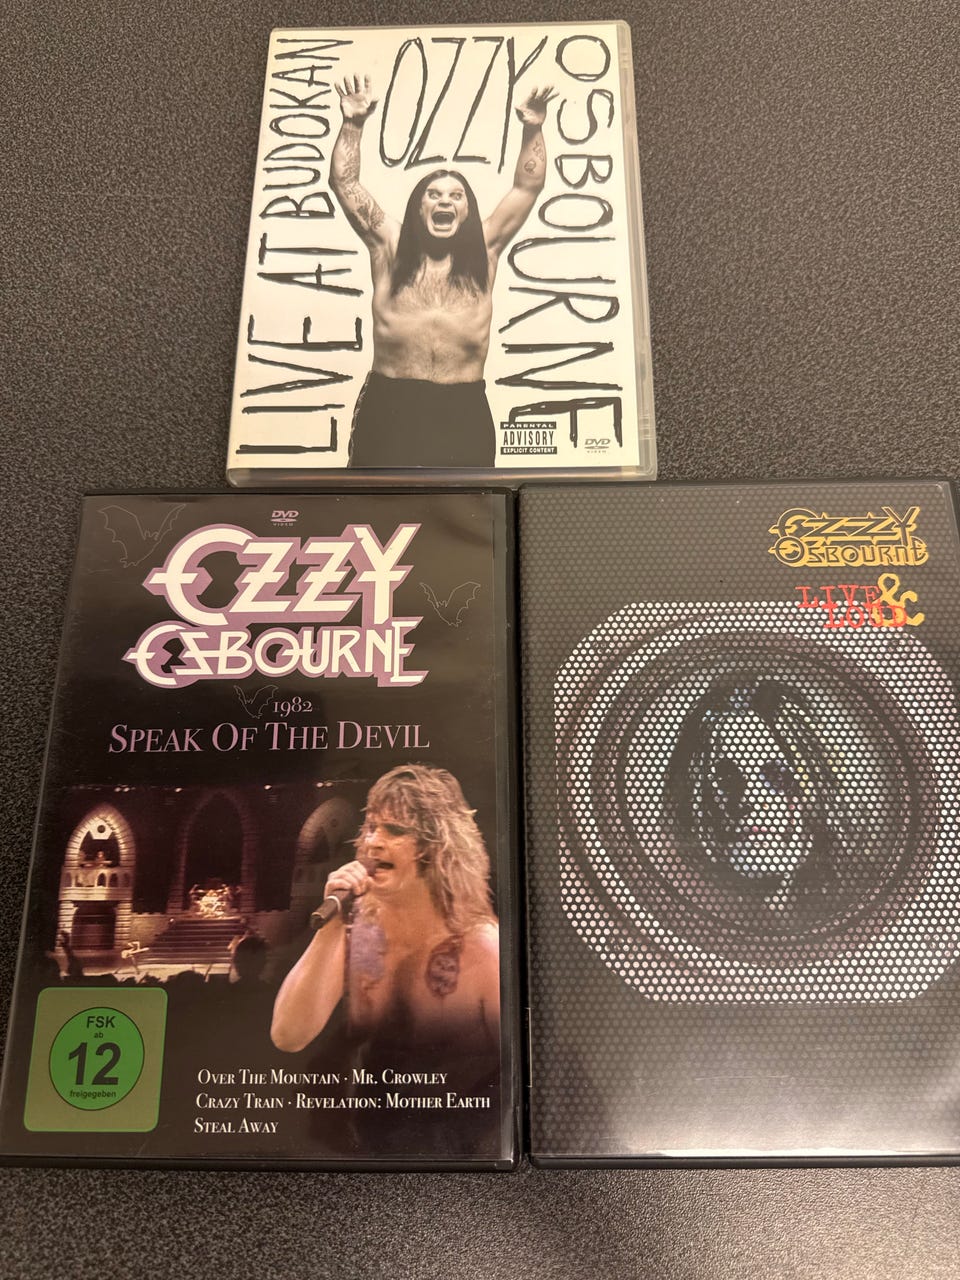 LIVE AT BUDOKAN
OZZY
OSBOURNE
PARENTAL
ADVISORY
EXPLICIT CONTENT
DVD
VIDEO
DVD
VIDEO
OZZY
OSBOURNE
1982
SPEAK OF THE DEVIL
FSK
ab
12
freigegeben
OVER THE MOUNTAIN · MR. CROWLEY
CRAZY TRAIN · REVELATION: MOTHER EARTH
STEAL AWAY
OZZY
OSBOURNE
LIVE &
LOUD